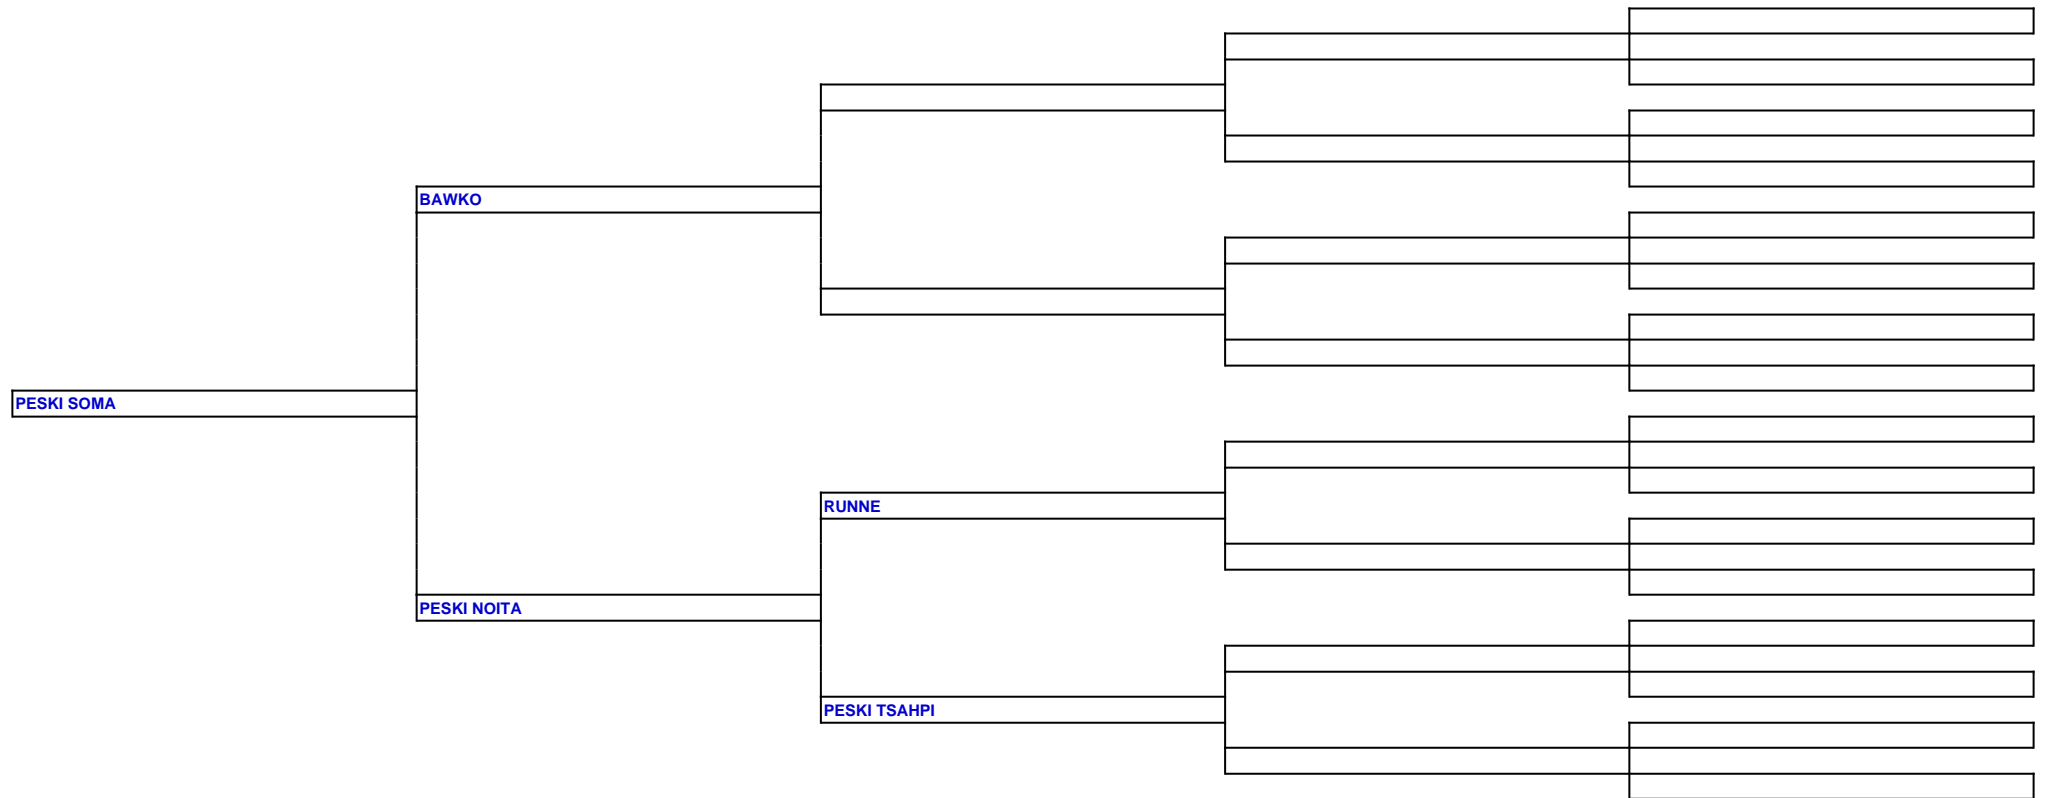 BAWKO
PESKI SOMA
RUNNE
PESKI NOITA
PESKI TSAHPI